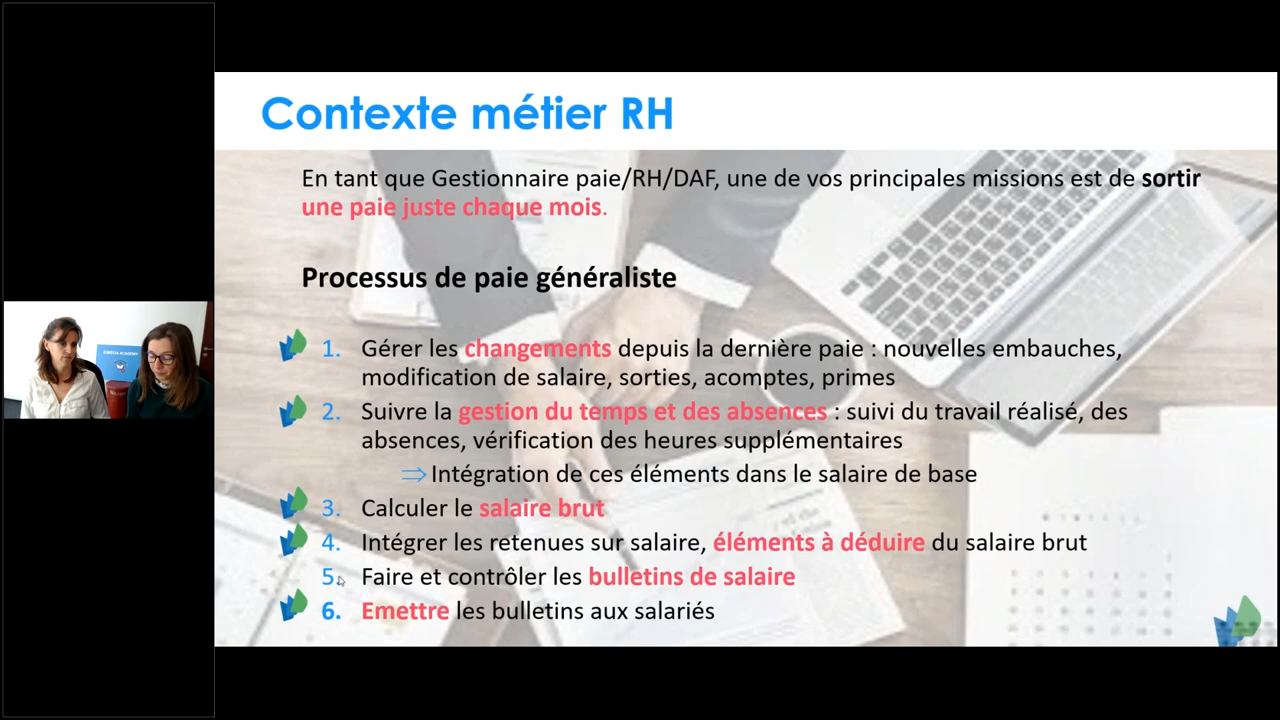 Contexte métier RH
En tant que Gestionnaire paie/RH/DAF, une de vos principales missions est de sortir
une paie juste chaque mois.
Processus de paie généraliste
1. Gérer les changements depuis la dernière paie : nouvelles embauches,
modification de salaire, sorties, acomptes, primes
2. Suivre la gestion du temps et des absences : suivi du travail réalisé, des
absences, vérification des heures supplémentaires
⇒ Intégration de ces éléments dans le salaire de base
3. Calculer le salaire brut
4. Intégrer les retenues sur salaire, éléments à déduire du salaire brut
5. Faire et contrôler les bulletins de salaire
6. Emettre les bulletins aux salariés